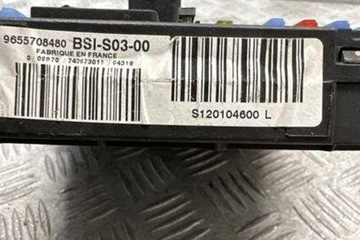 9655708480 BSI-S03-00
FABRIQUE EN FRANCE
S120104600 L